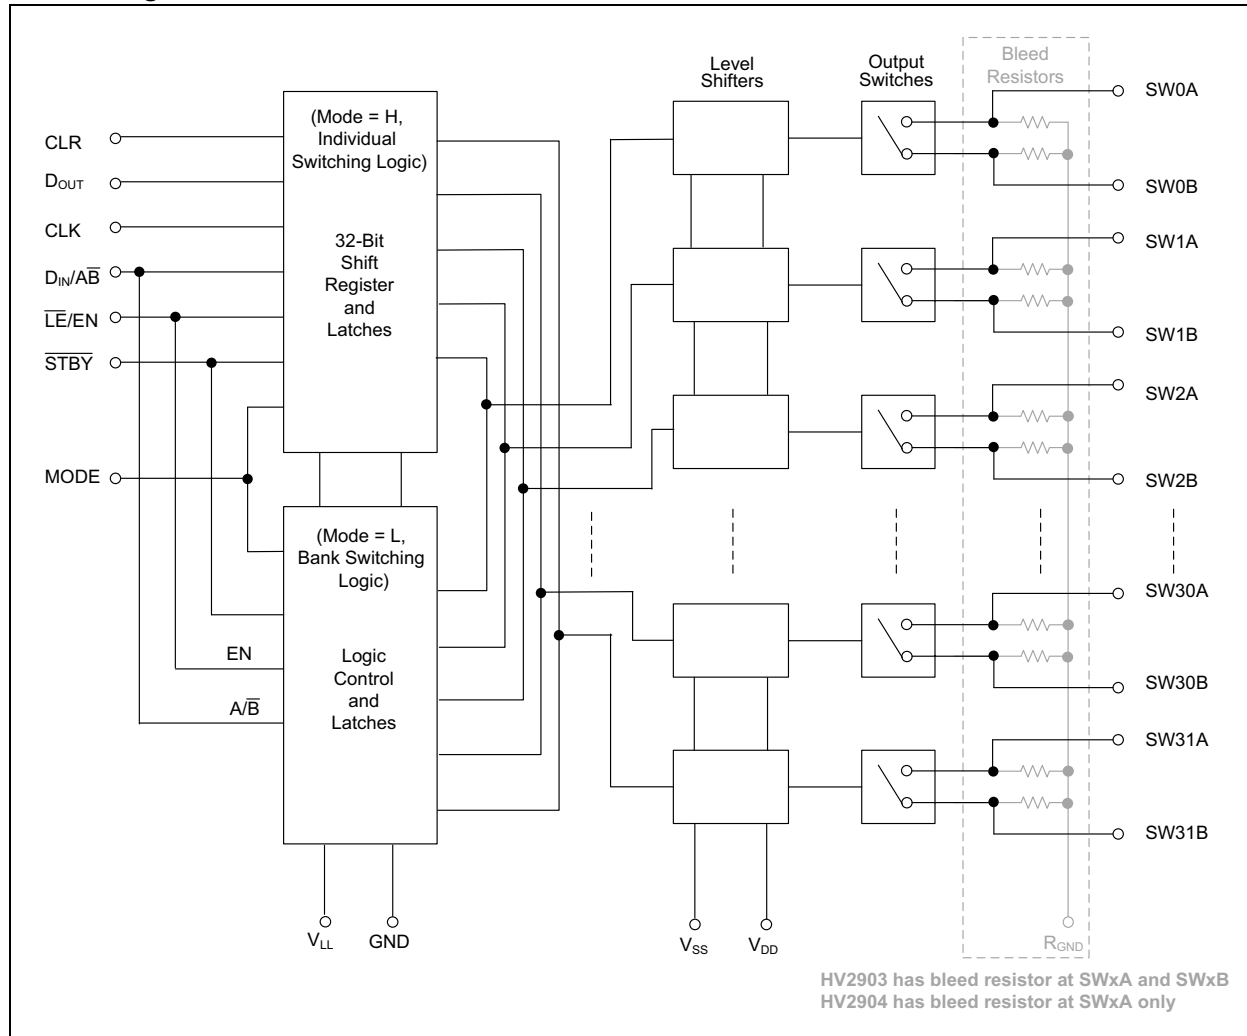 Level
Shifters
Output
Switches
Bleed
Resistors
(Mode = H,
Individual
Switching Logic)
32-Bit
Shift
Register
and
Latches
CLR
DOUT
CLK
DIN/AB̅
L̅E̅/EN
S̅T̅B̅Y̅
MODE
(Mode = L,
Bank Switching
Logic)
Logic
Control
and
Latches
EN
A/B̅
VLL
GND
VSS
VDD
RGND
SW0A
SW0B
SW1A
SW1B
SW2A
SW2B
SW30A
SW30B
SW31A
SW31B
HV2903 has bleed resistor at SWxA and SWxB
HV2904 has bleed resistor at SWxA only